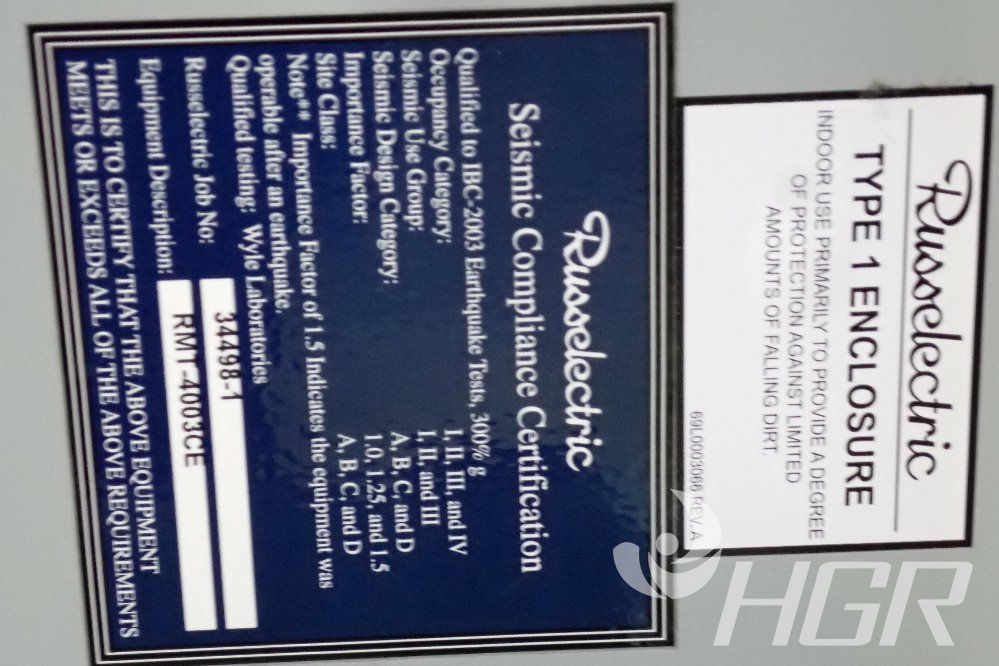 Russelectric
TYPE 1 ENCLOSURE
INDOOR USE PRIMARILY TO PROVIDE A DEGREE
OF PROTECTION AGAINST LIMITED
AMOUNTS OF FALLING DIRT.
69L0003066 REV. A
Russelectric
Seismic Compliance Certification
Qualified to IBC-2003 Earthquake Tests, 300% g
Occupancy Category: I, II, III, and IV
Seismic Use Group: I, II, and III
Seismic Design Category: A, B, C, and D
Importance Factor: 1.0, 1.25, and 1.5
Site Class: A, B, C, and D
Note** Importance Factor of 1.5 Indicates the equipment was
operable after an earthquake.
Qualified testing: Wyle Laboratories
Russelectric Job No: 34498-1
Equipment Description: RMT-4003CE
THIS IS TO CERTIFY THAT THE ABOVE EQUIPMENT
MEETS OR EXCEEDS ALL OF THE ABOVE REQUIREMENTS
HGR